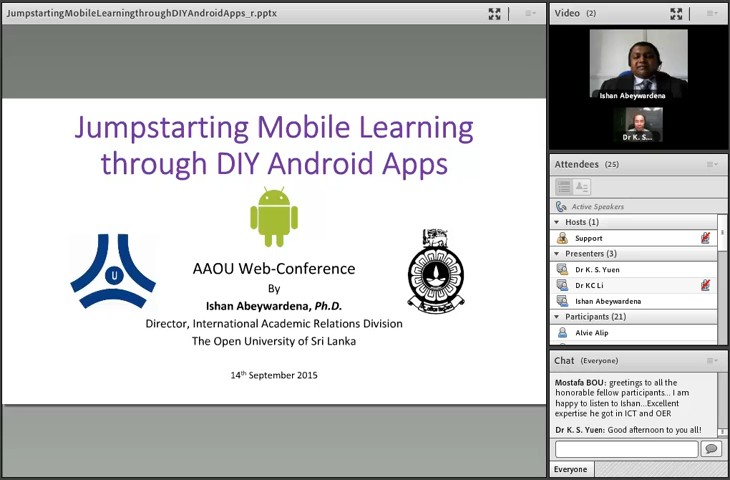 JumpstartingMobileLearningthroughDIYAndroidApps_r.pptx
Jumpstarting Mobile Learning
through DIY Android Apps
U
AAOU Web-Conference
By
Ishan Abeywardena, Ph.D.
Director, International Academic Relations Division
The Open University of Sri Lanka
14th September 2015
Video (2)
Ishan Abeywardena
Dr K. S...
Attendees (25)
Active Speakers
Hosts (1)
Support
Presenters (3)
Dr K. S. Yuen
Dr KC Li
Ishan Abeywardena
Participants (21)
Alvie Alip
Chat (Everyone)
Mostafa BOU: greetings to all the
honorable fellow participants... I am
happy to listen to Ishan...Excellent
expertise he got in ICT and OER
Dr K. S. Yuen: Good afternoon to you all!
Everyone